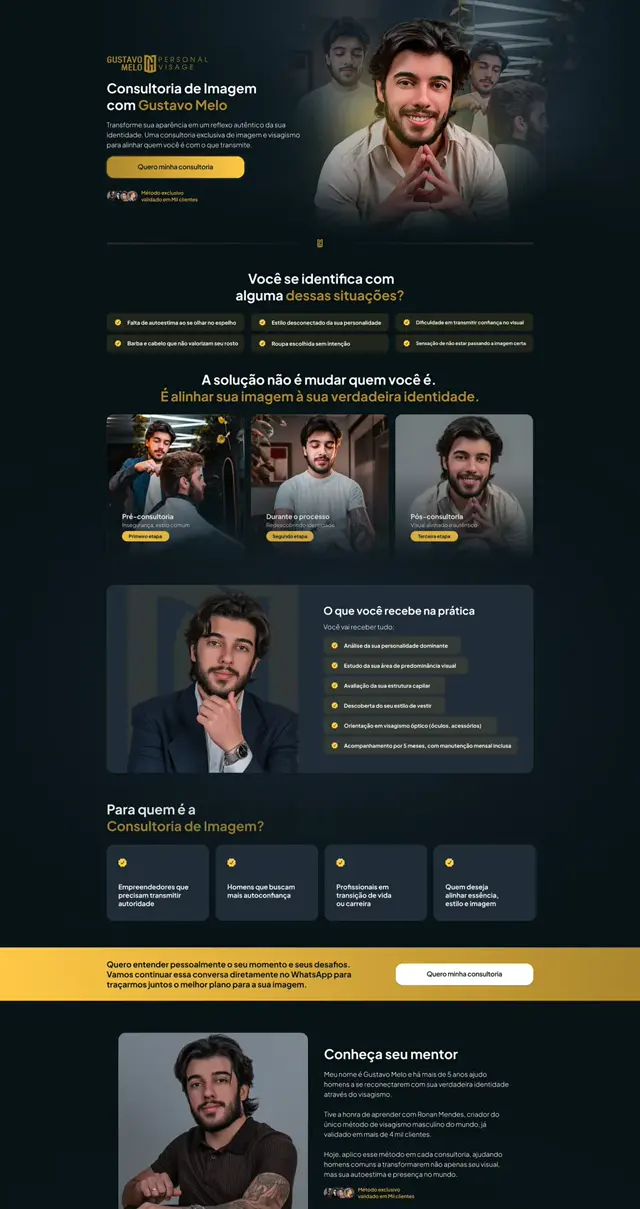 GUSTAVO MELO PERSONAL VISAGE
Consultoria de Imagem
com Gustavo Melo
Transforme sua aparência em um reflexo autêntico da sua
identidade. Uma consultoria exclusiva de imagem e visagismo
para alinhar quem você é com o que transmite.
Quero minha consultoria
Método exclusivo
validado em Mil clientes
Você se identifica com
alguma dessas situações?
Falta de autoestima ao se olhar no espelho
Estilo desconectado da sua personalidade
Dificuldade em transmitir confiança no visual
Barba e cabelo que não valorizam seu rosto
Roupa escolhida sem intenção
Sensação de não estar passando a imagem certa
A solução não é mudar quem você é.
É alinhar sua imagem à sua verdadeira identidade.
Pré-consultoria
Insegurança, estilo comum
Primeiro etapa
Durante o processo
Redescobrindo identidade
Segundo etapa
Pós-consultoria
Visual alinhado e autêntico
Terceira etapa
O que você recebe na prática
Você vai receber tudo:
Análise da sua personalidade dominante
Estudo da sua área de predominância visual
Avaliação da sua estrutura capilar
Descoberta do seu estilo de vestir
Orientação em visagismo óptico (óculos, acessórios)
Acompanhamento por 5 meses, com manutenção mensal inclusa
Para quem é a
Consultoria de Imagem?
Empreendedores que
precisam transmitir
autoridade
Homens que buscam
mais autoconfiança
Profissionais em
transição de vida
ou carreira
Quem deseja
alinhar essência,
estilo e imagem
Quero entender pessoalmente o seu momento e seus desafios.
Vamos continuar essa conversa diretamente no WhatsApp para
traçarmos juntos o melhor plano para a sua imagem.
Quero minha consultoria
Conheça seu mentor
Meu nome é Gustavo Melo e há mais de 5 anos ajudo
homens a se reconectarem com sua verdadeira identidade
através do visagismo.
Tive a honra de aprender com Ronan Mendes, criador do
único método de visagismo masculino do mundo, já
validado em mais de 4 mil clientes.
Hoje, aplico esse método em cada consultoria, ajudando
homens comuns a transformarem não apenas seu visual,
mas sua autoestima e presença no mundo.
Método exclusivo
validado em Mil clientes